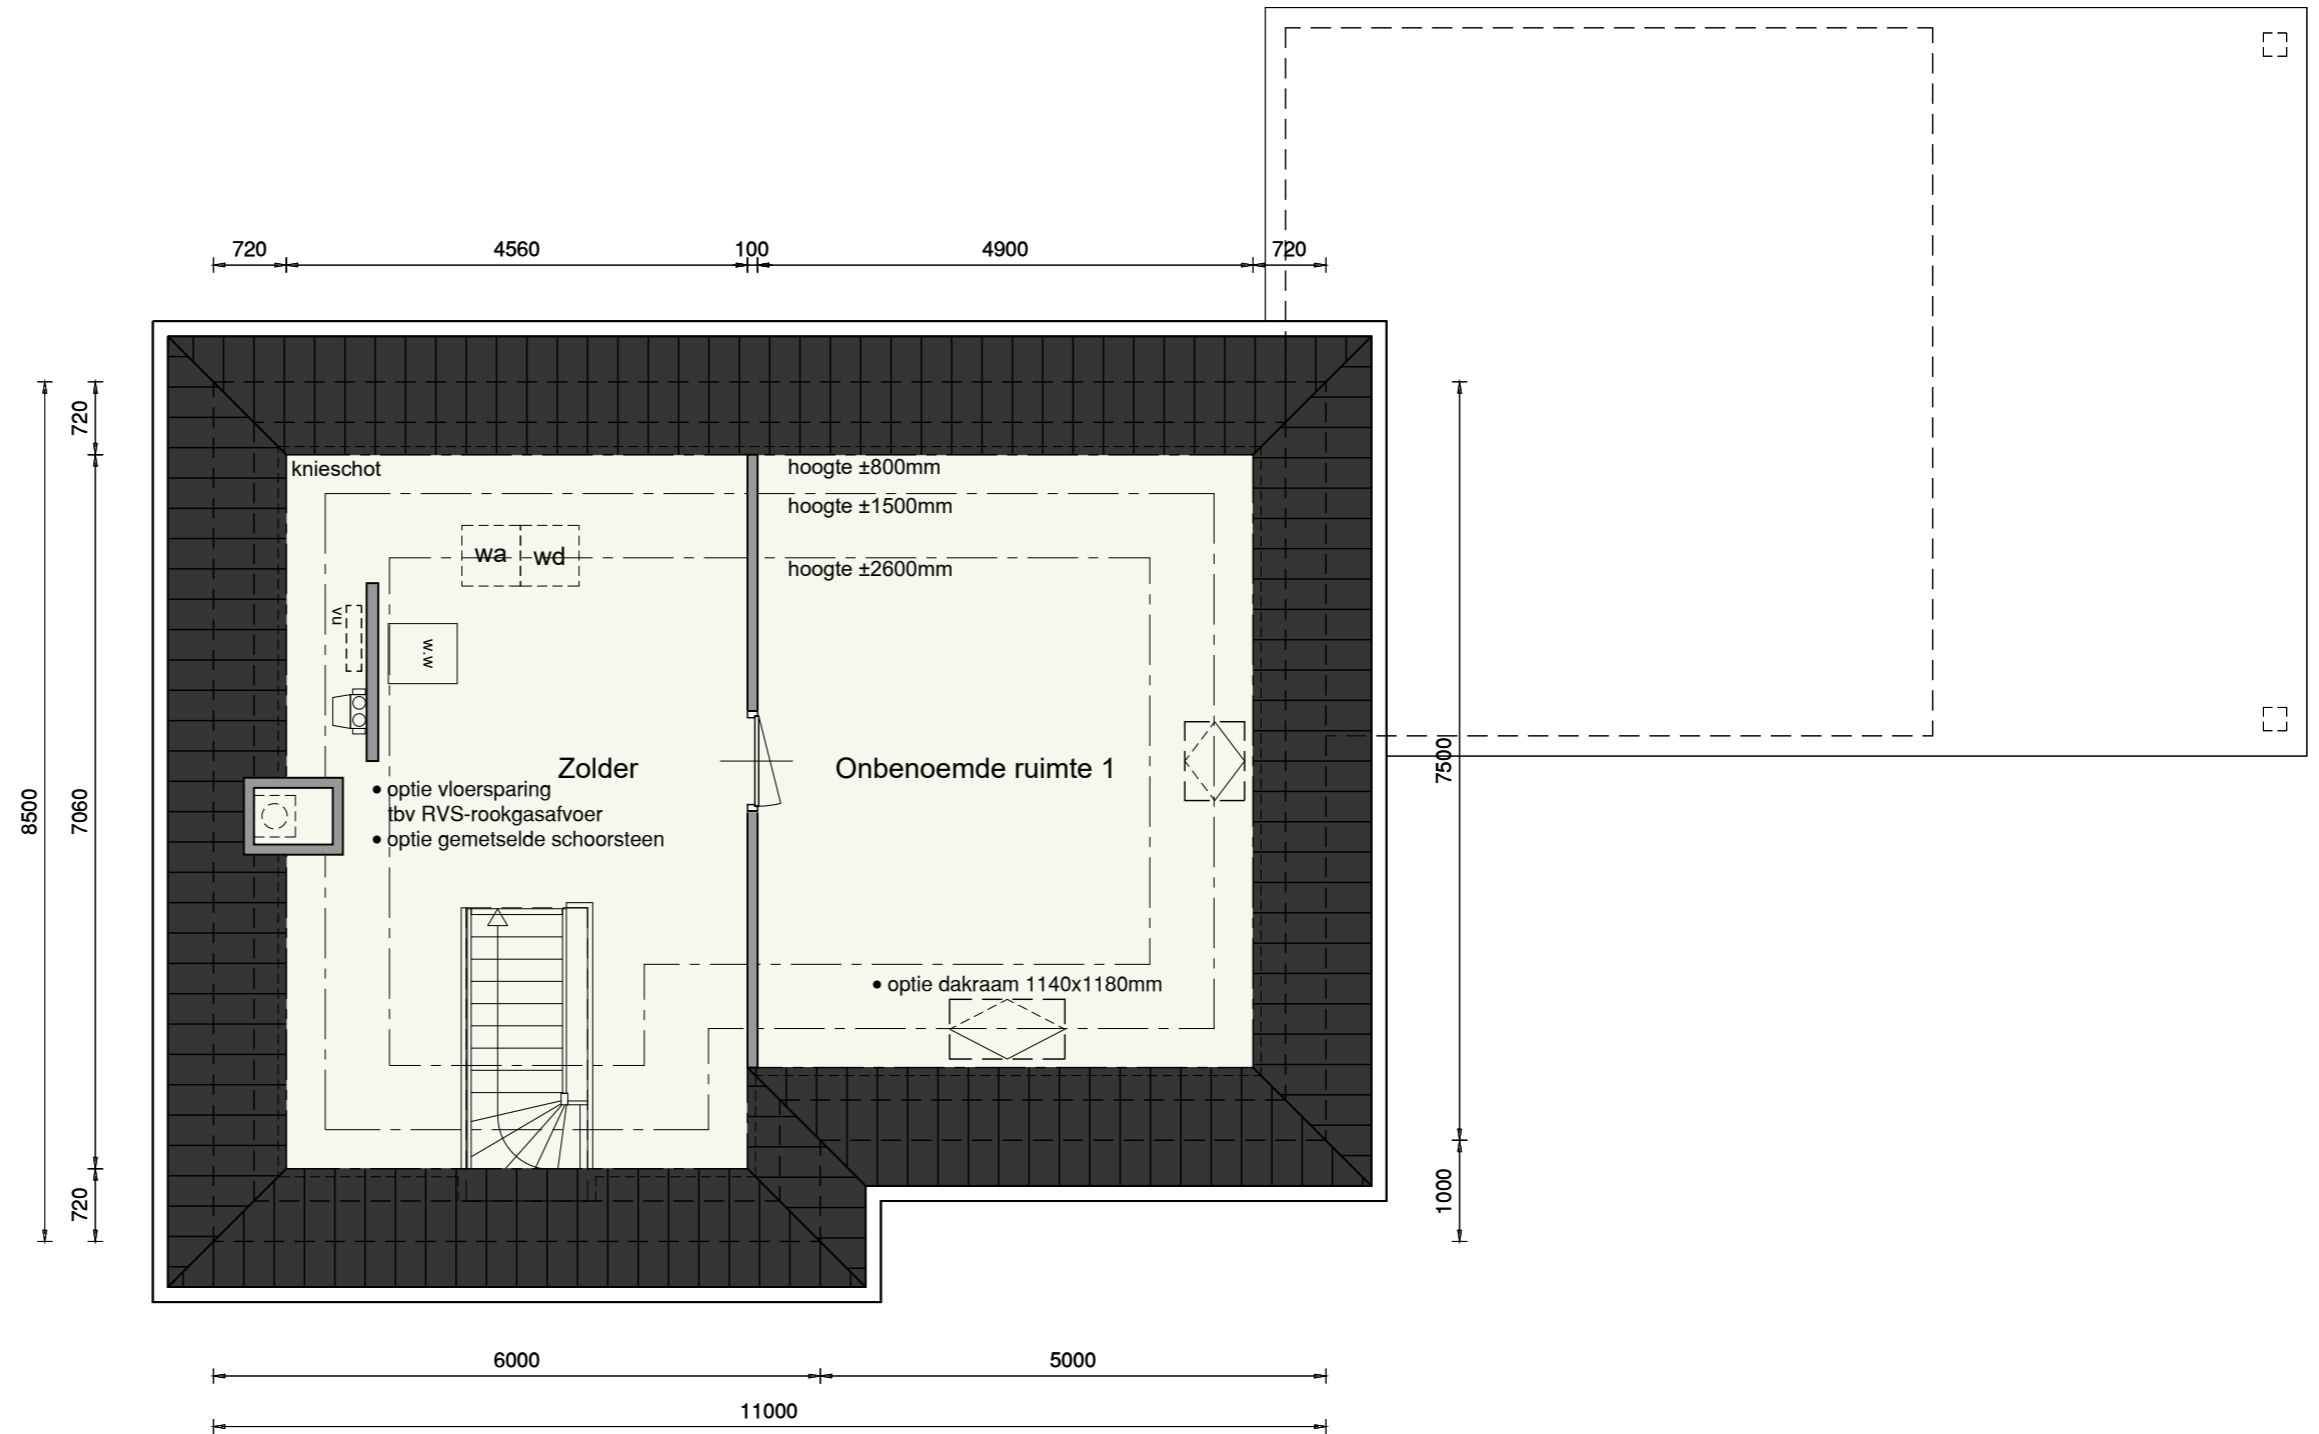 720
4560
100
4900
720
720
8500
7060
720
7500
1000
knieschot
hoogte ±800mm
hoogte ±1500mm
hoogte ±2600mm
wa
wd
vu
w.w
Zolder
Onbenoemde ruimte 1
• optie vloersparing
tbv RVS-rookgasafvoer
• optie gemetselde schoorsteen
• optie dakraam 1140x1180mm
6000
5000
11000